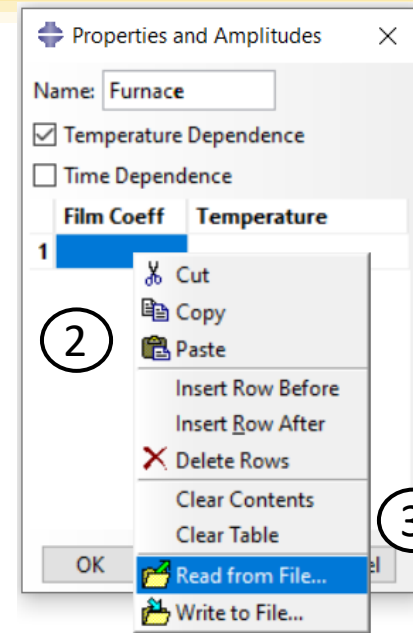 Properties and Amplitudes
Name: Furnace
Temperature Dependence
Time Dependence
Film Coeff Temperature
1
Cut
Copy
2
Paste
Insert Row Before
Insert Row After
Delete Rows
Clear Contents
Clear Table
3
OK
Read from File...
Write to File...